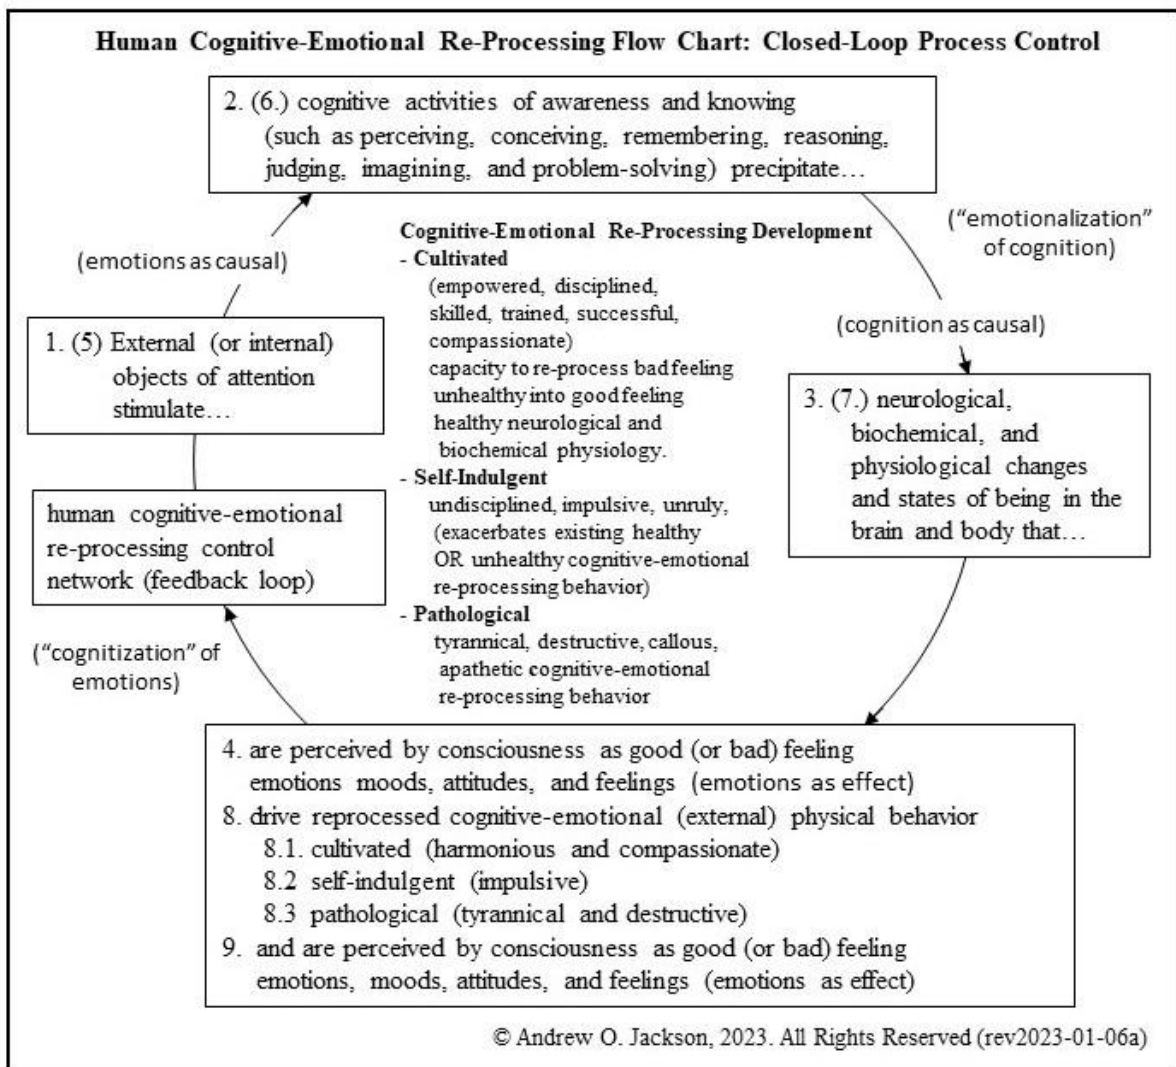 Human Cognitive-Emotional Re-Processing Flow Chart: Closed-Loop Process Control
2. (6.) cognitive activities of awareness and knowing
(such as perceiving, conceiving, remembering, reasoning,
judging, imagining, and problem-solving) precipitate…
(emotions as causal)
("emotionalization"
of cognition)
(cognition as causal)
1. (5) External (or internal)
objects of attention
stimulate…
Cognitive-Emotional Re-Processing Development
- Cultivated
(empowered, disciplined,
skilled, trained, successful,
compassionate)
capacity to re-process bad feeling
unhealthy into good feeling
healthy neurological and
biochemical physiology.
- Self-Indulgent
undisciplined, impulsive, unruly,
(exacerbates existing healthy
OR unhealthy cognitive-emotional
re-processing behavior)
- Pathological
tyrannical, destructive, callous,
apathetic cognitive-emotional
re-processing behavior
3. (7.) neurological,
biochemical, and
physiological changes
and states of being in the
brain and body that…
human cognitive-emotional
re-processing control
network (feedback loop)
("cognitization" of
emotions)
4. are perceived by consciousness as good (or bad) feeling
emotions moods, attitudes, and feelings (emotions as effect)
8. drive reprocessed cognitive-emotional (external) physical behavior
8.1. cultivated (harmonious and compassionate)
8.2 self-indulgent (impulsive)
8.3 pathological (tyrannical and destructive)
9. and are perceived by consciousness as good (or bad) feeling
emotions, moods, attitudes, and feelings (emotions as effect)
© Andrew O. Jackson, 2023. All Rights Reserved (rev2023-01-06a)